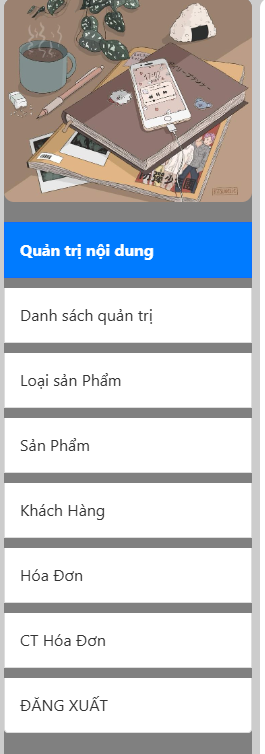 Quản trị nội dung
Danh sách quản trị
Loại sản Phẩm
Sản Phẩm
Khách Hàng
Hóa Đơn
CT Hóa Đơn
ĐĂNG XUẤT